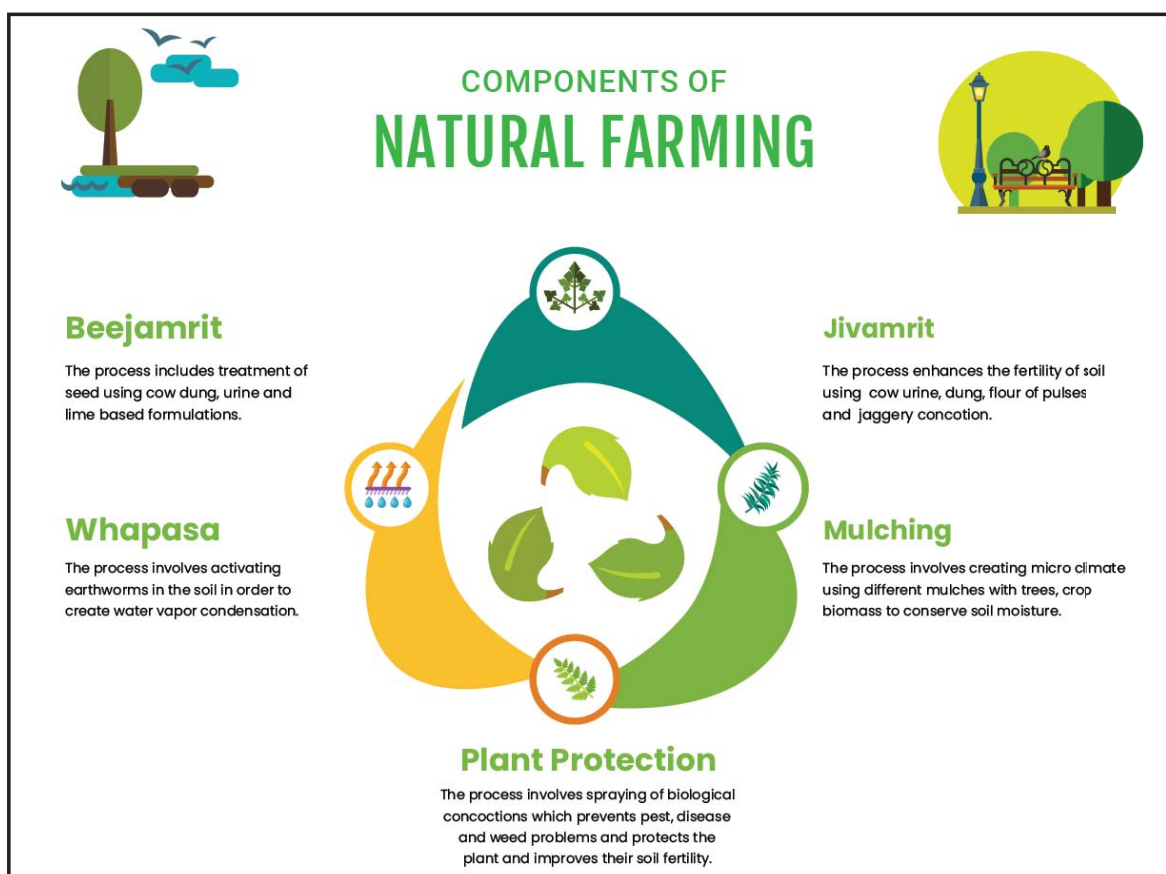 COMPONENTS OF
NATURAL FARMING
Beejamrit
The process includes treatment of
seed using cow dung, urine and
lime based formulations.
Jivamrit
The process enhances the fertility of soil
using cow urine, dung, flour of pulses
and jaggery concotion.
Whapasa
The process involves activating
earthworms in the soil in order to
create water vapor condensation.
Mulching
The process involves creating micro climate
using different mulches with trees, crop
biomass to conserve soil moisture.
Plant Protection
The process involves spraying of biological
concoctions which prevents pest, disease
and weed problems and protects the
plant and improves their soil fertility.